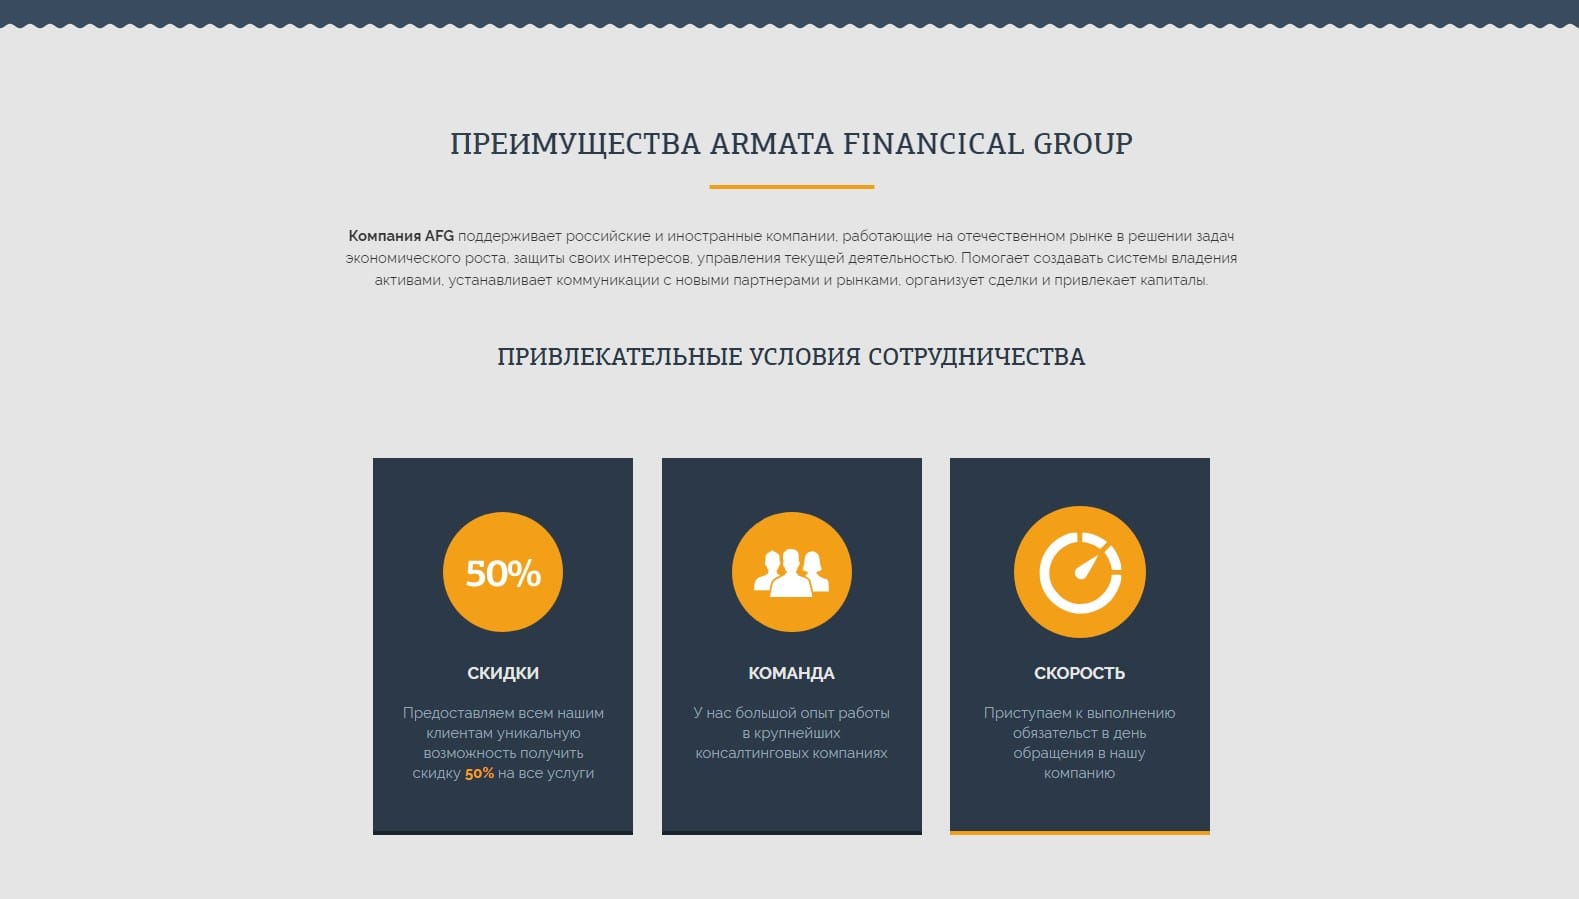 ПРЕИМУЩЕСТВА ARMATA FINANCICAL GROUP
Компания AFG поддерживает российские и иностранные компании, работающие на отечественном рынке в решении задач
экономического роста, защиты своих интересов, управления текущей деятельностью. Помогает создавать системы владения
активами, устанавливает коммуникации с новыми партнерами и рынками, организует сделки и привлекает капиталы.
ПРИВЛЕКАТЕЛЬНЫЕ УСЛОВИЯ СОТРУДНИЧЕСТВА
50%
СКИДКИ
Предоставляем всем нашим
клиентам уникальную
возможность получить
скидку 50% на все услуги
КОМАНДА
У нас большой опыт работы
в крупнейших
консалтинговых компаниях
СКОРОСТЬ
Приступаем к выполнению
обязательст в день
обращения в нашу
компанию